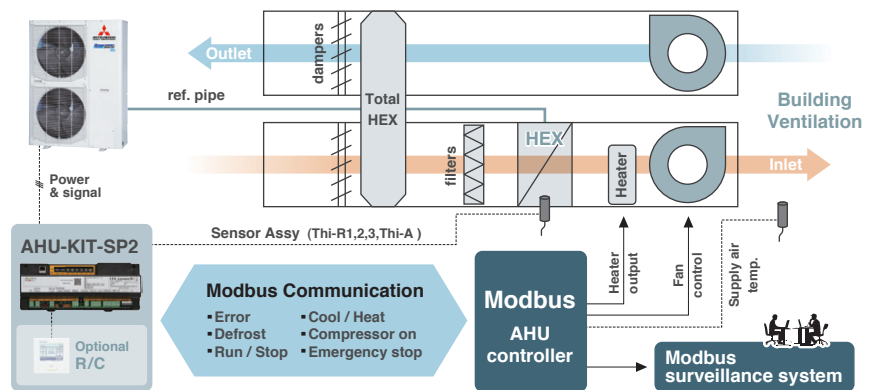 Outlet
dampers
Total
HEX
ref. pipe
Building
Ventilation
filters
HEX
Heater
Inlet
Power
& signal
Sensor Assy (Thi-R1,2,3,Thi-A )
AHU-KIT-SP2
Optional
R/C
Modbus Communication
▪Error
▪Defrost
▪Run / Stop
▪Cool / Heat
▪Compressor on
▪Emergency stop
Modbus
AHU
controller
Heater
output
Fan
control
Supply air
temp.
Modbus
surveillance system